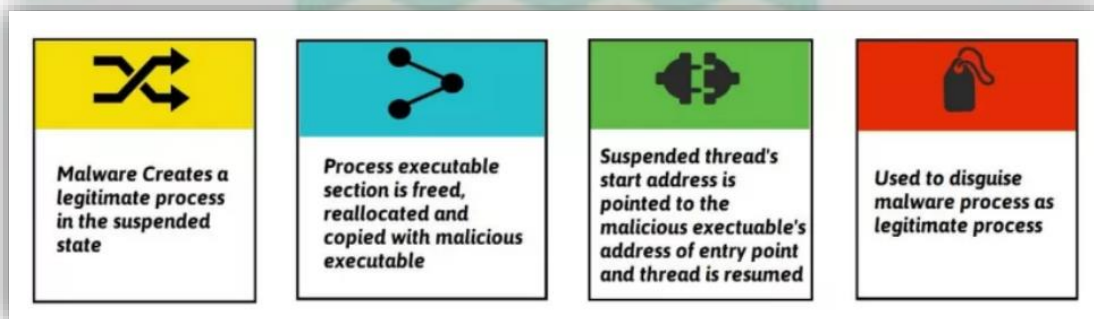 Malware Creates a
legitimate process
in the suspended
state
Process executable
section is freed,
reallocated and
copied with malicious
executable
Suspended thread's
start address is
pointed to the
malicious exectuable's
address of entry point
and thread is resumed
Used to disguise
malware process as
legitimate process